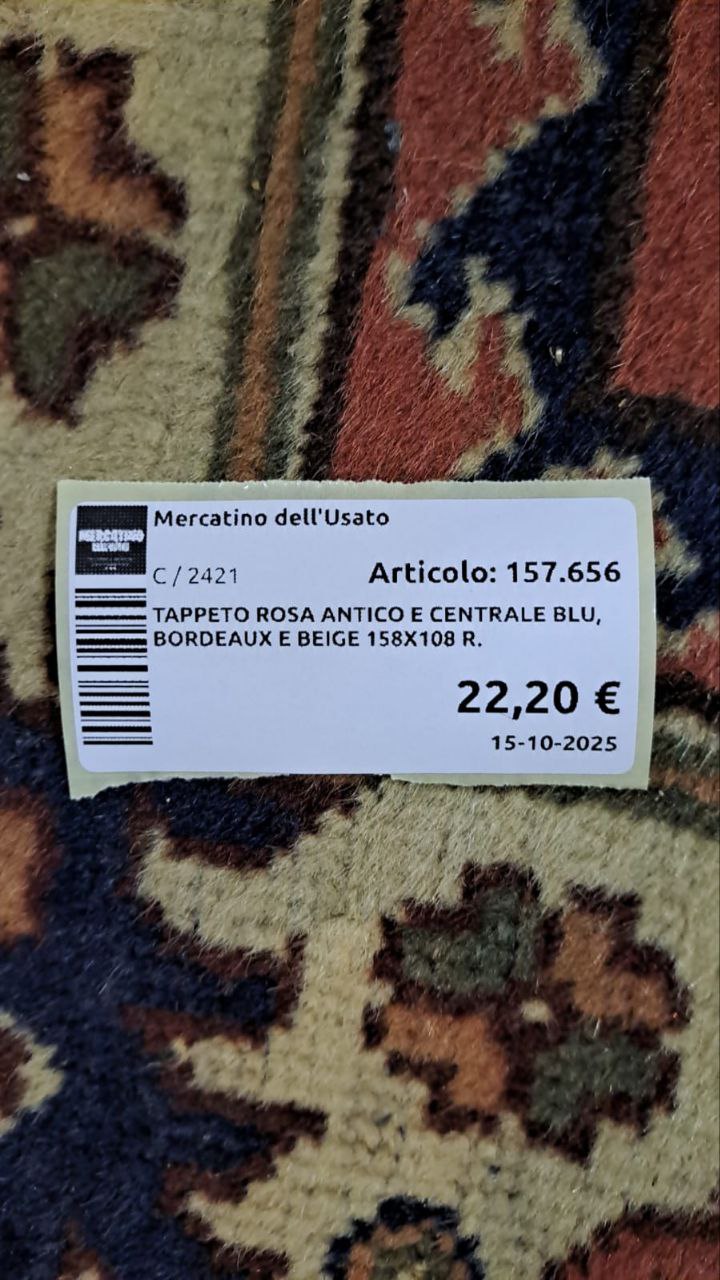 Mercatino dell'Usato
C / 2421
Articolo: 157.656
TAPPETO ROSA ANTICO E CENTRALE BLU,
BORDEAUX E BEIGE 158X108 R.
22,20 €
15-10-2025